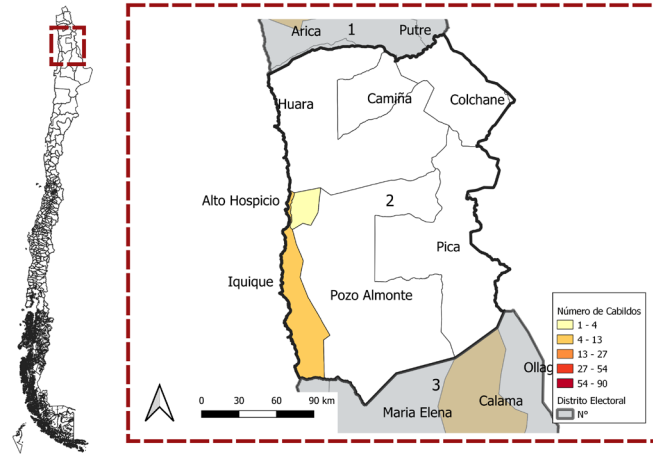 Arica
1
Putre
Huara
Camiña
Colchane
Alto Hospicio
2
Pica
Iquique
Pozo Almonte
Número de Cabildos
1 - 4
4 - 13
13 - 27
27 - 54
54 - 90
Distrito Electoral
N°
Ollag
3
Calama
Maria Elena
0 30 60 90 km